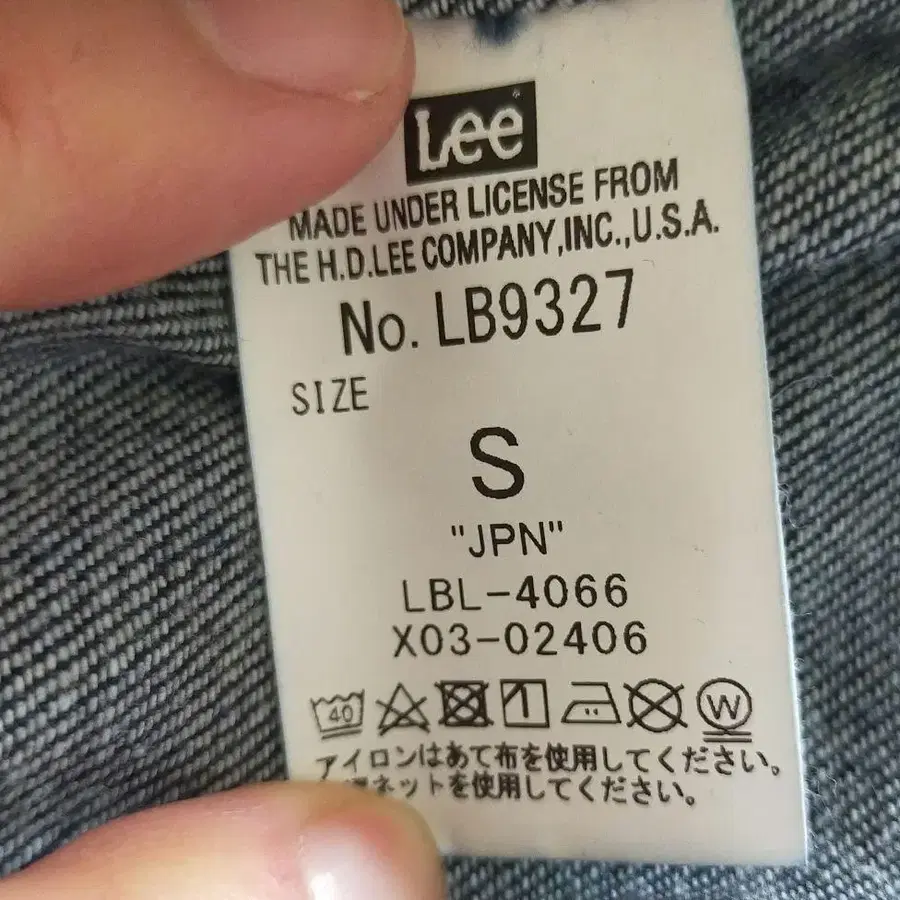 Lee
MADE UNDER LICENSE FROM
THE H.D.LEE COMPANY,INC.,U.S.A.
No. LB9327
SIZE
S
"JPN"
LBL-4066
X03-02406
40 W
アイロンはあて布を使用してください。
ネットを使用してください。